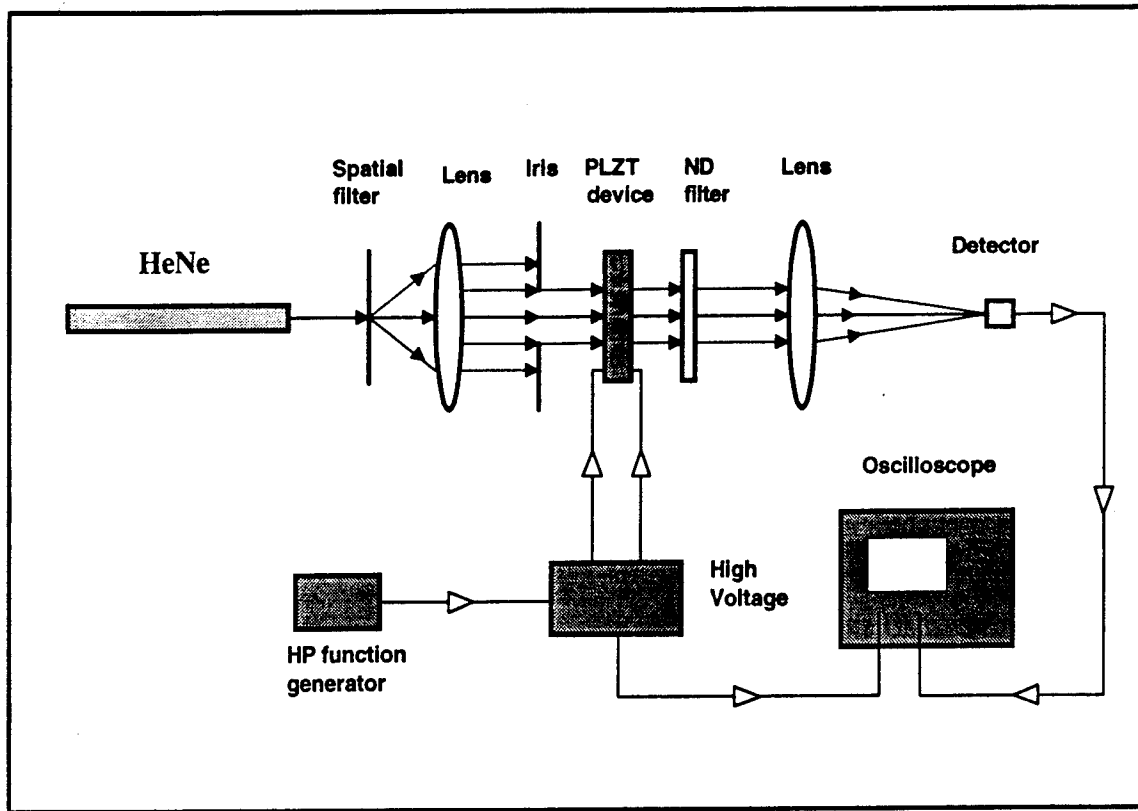 Spatial
filter
Lens
Iris
PLZT
device
ND
filter
Lens
Detector
HeNe
Oscilloscope
High
Voltage
HP function
generator